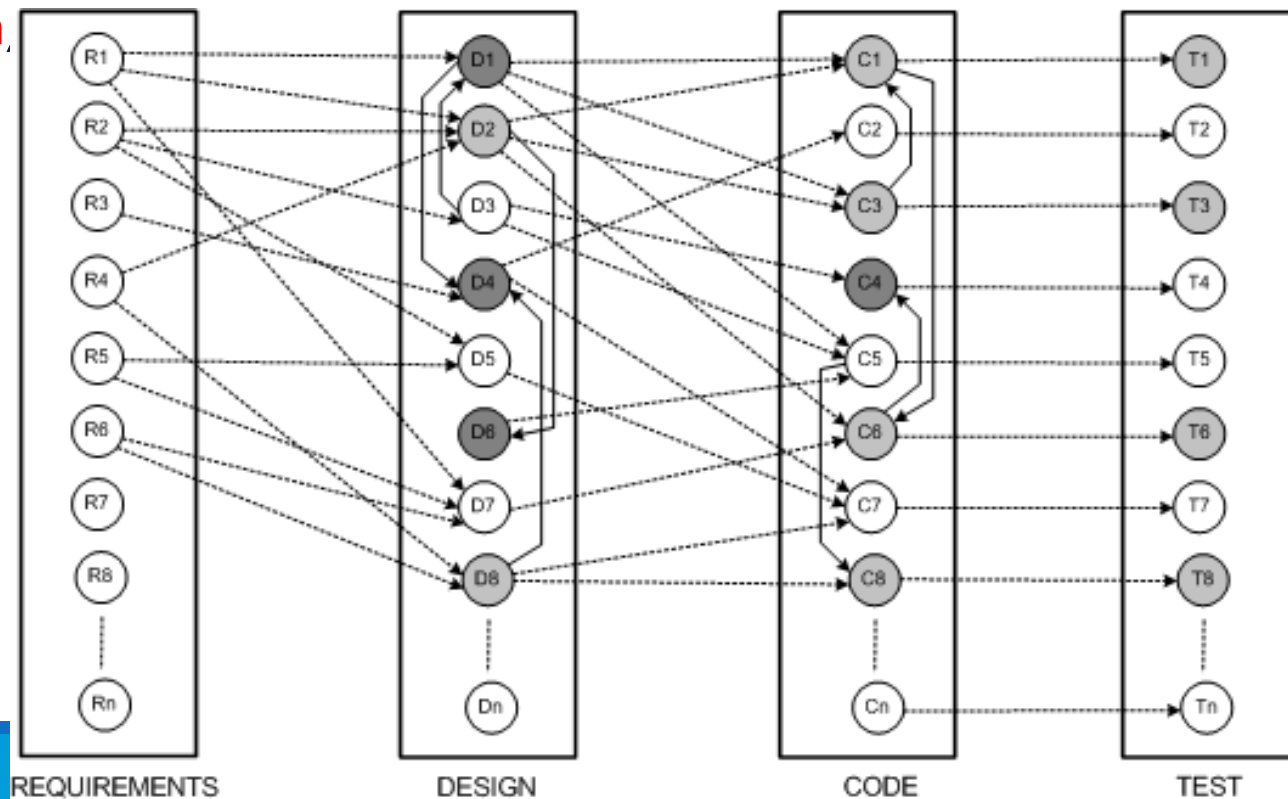 R1
R2
R3
R4
R5
R6
R7
R8
Rn
REQUIREMENTS
D1
D2
D3
D4
D5
D6
D7
D8
Dn
DESIGN
C1
C2
C3
C4
C5
C6
C7
C8
Cn
CODE
T1
T2
T3
T4
T5
T6
T7
T8
Tn
TEST